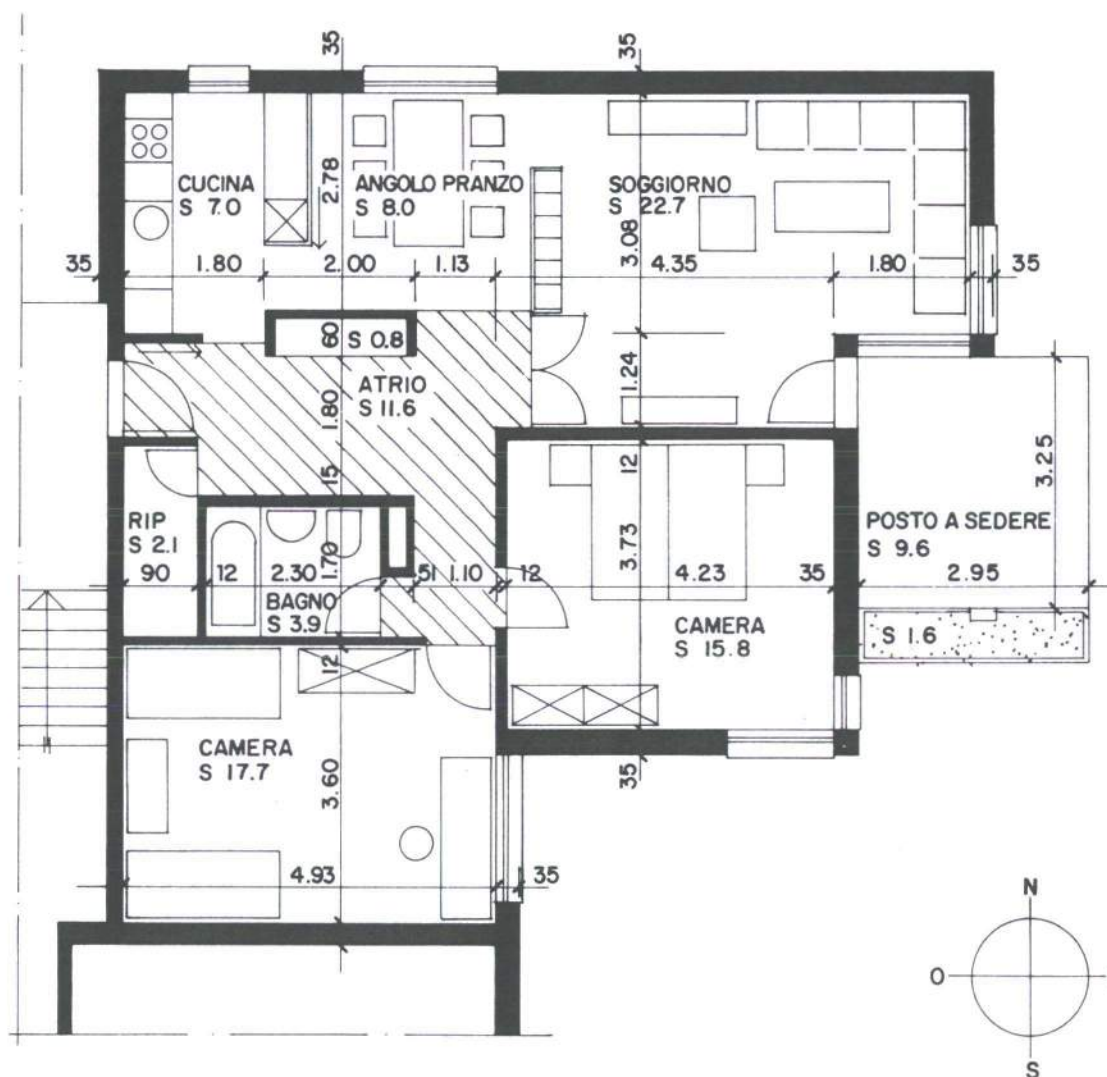 35
35
CUCINA
S 7.0
2.78
ANGOLO PRANZO
S 8.0
SOGGIORNO
S 22.7
3.08
35
1.80
2.00
1.13
4.35
1.80
35
60
S 0.8
ATRIO
S 11.6
1.80
1.24
15
12
3.25
RIP
S 2.1
POSTO A SEDERE
S 9.6
3.73
90
12
2.30
1.70
51
1.10
12
4.23
35
2.95
BAGNO
S 3.9
CAMERA
S 15.8
S 1.6
12
CAMERA
S 17.7
3.60
35
4.93
35
N
O
S